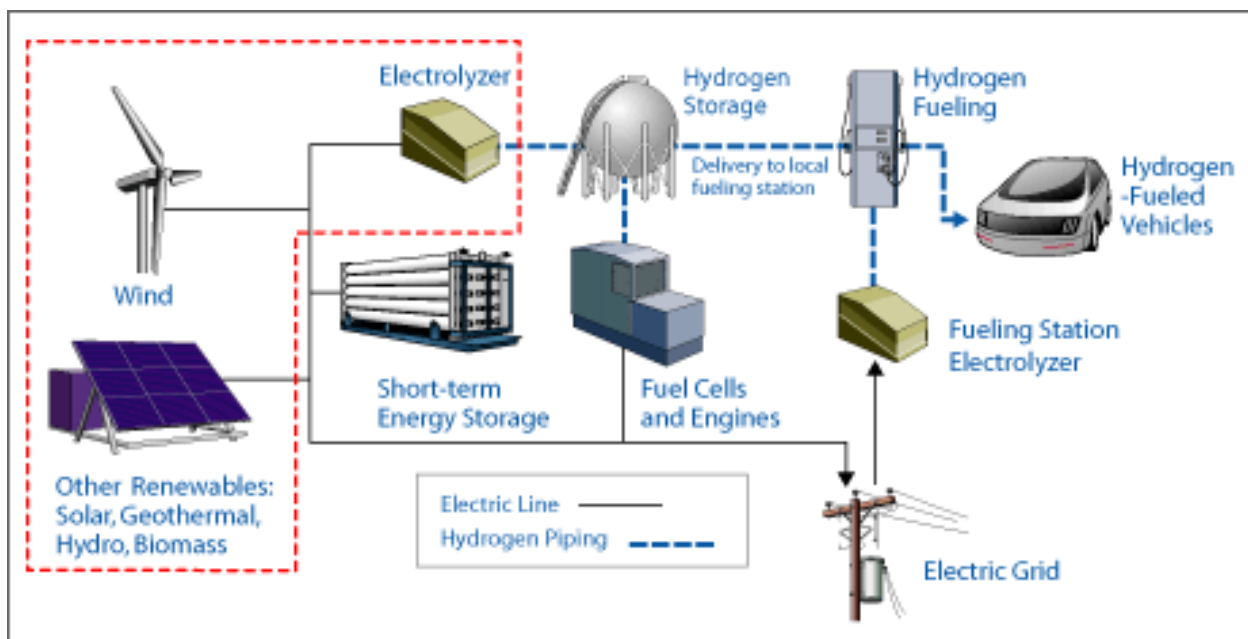 Electrolyzer
Hydrogen
Storage
Hydrogen
Fueling
Delivery to local
fueling station
Hydrogen
-Fueled
Vehicles
Wind
Short-term
Energy Storage
Fuel Cells
and Engines
Fueling Station
Electrolyzer
Other Renewables:
Solar, Geothermal,
Hydro, Biomass
Electric Line
Hydrogen Piping
Electric Grid